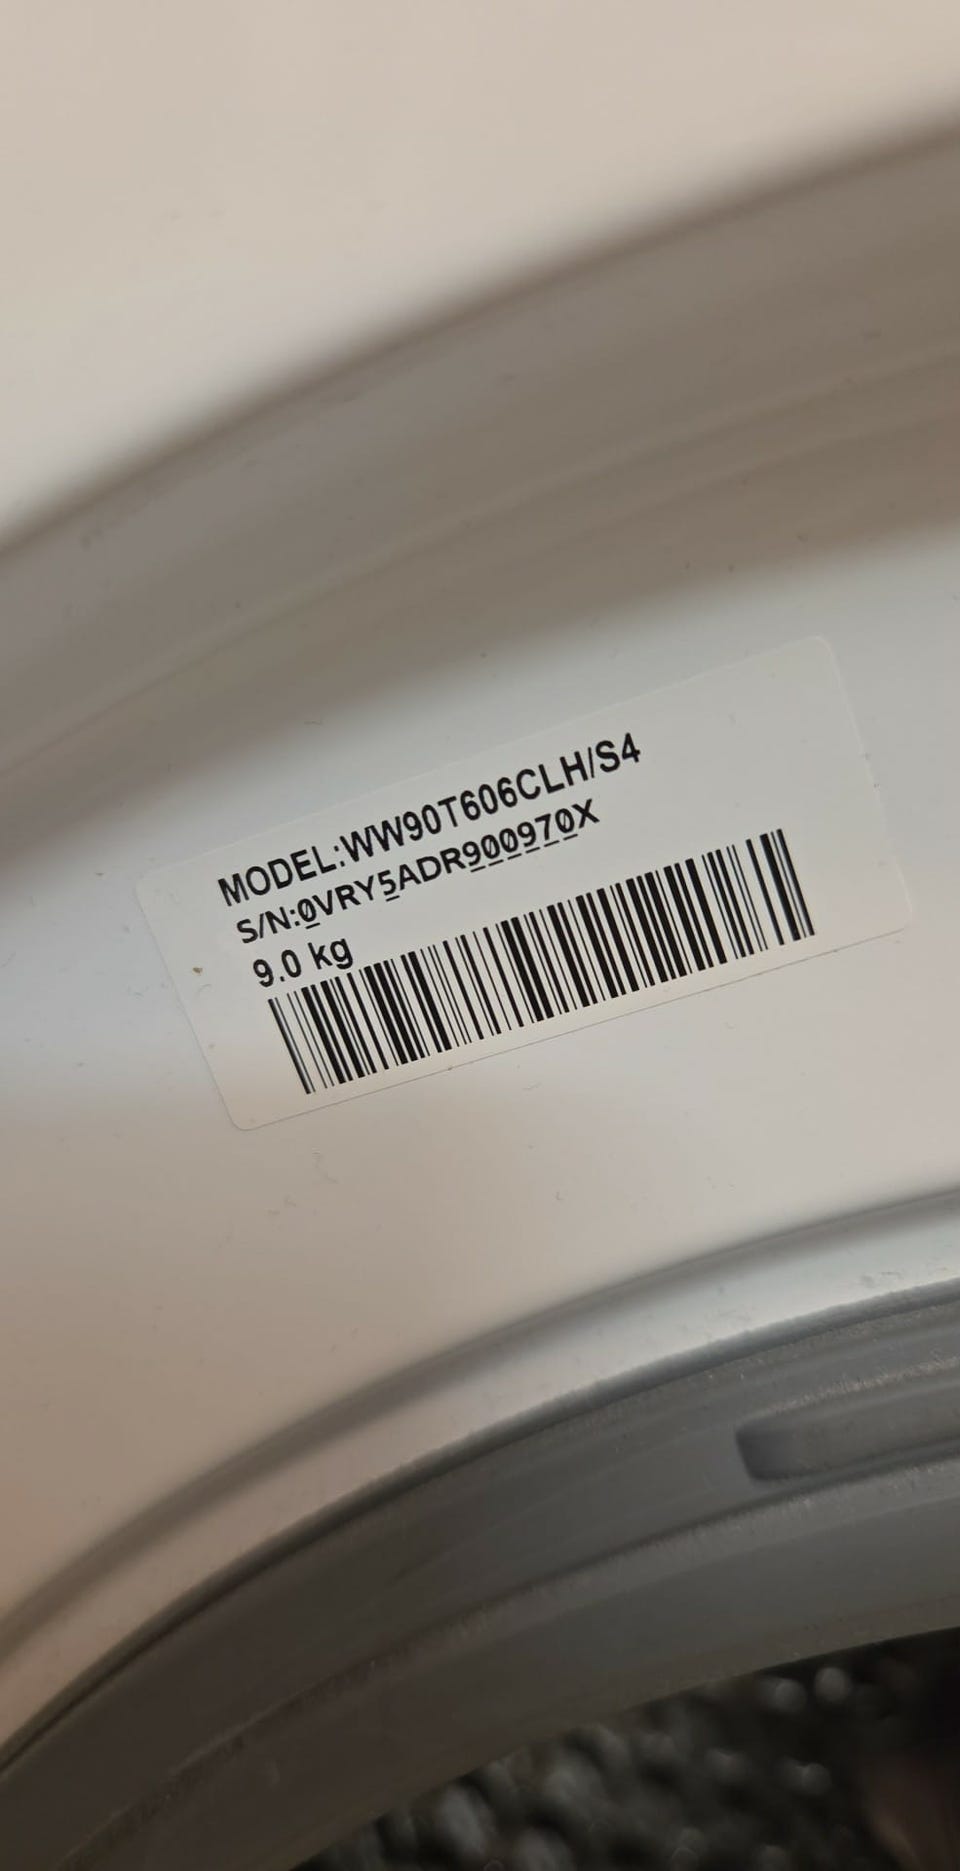 MODEL:WW90T606CLH/S4
S/N:0VRY5ADR900970X
9.0 kg